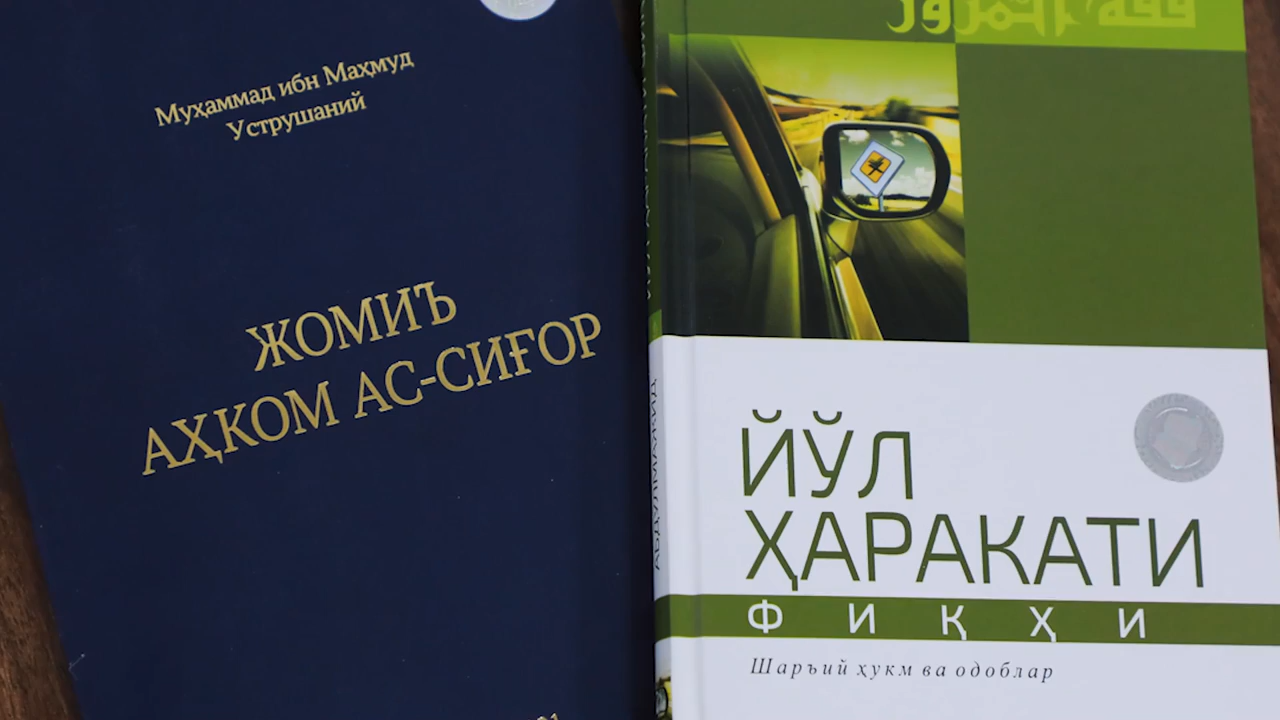 Муҳаммад ибн Маҳмуд
Уструшаний
ЖОМИЪ
АҲКОМ АС-СИҒОР
ЙЎЛ
ҲАРАКАТИ
ФИҚҲИ
Шаръий ҳукм ва одоблар